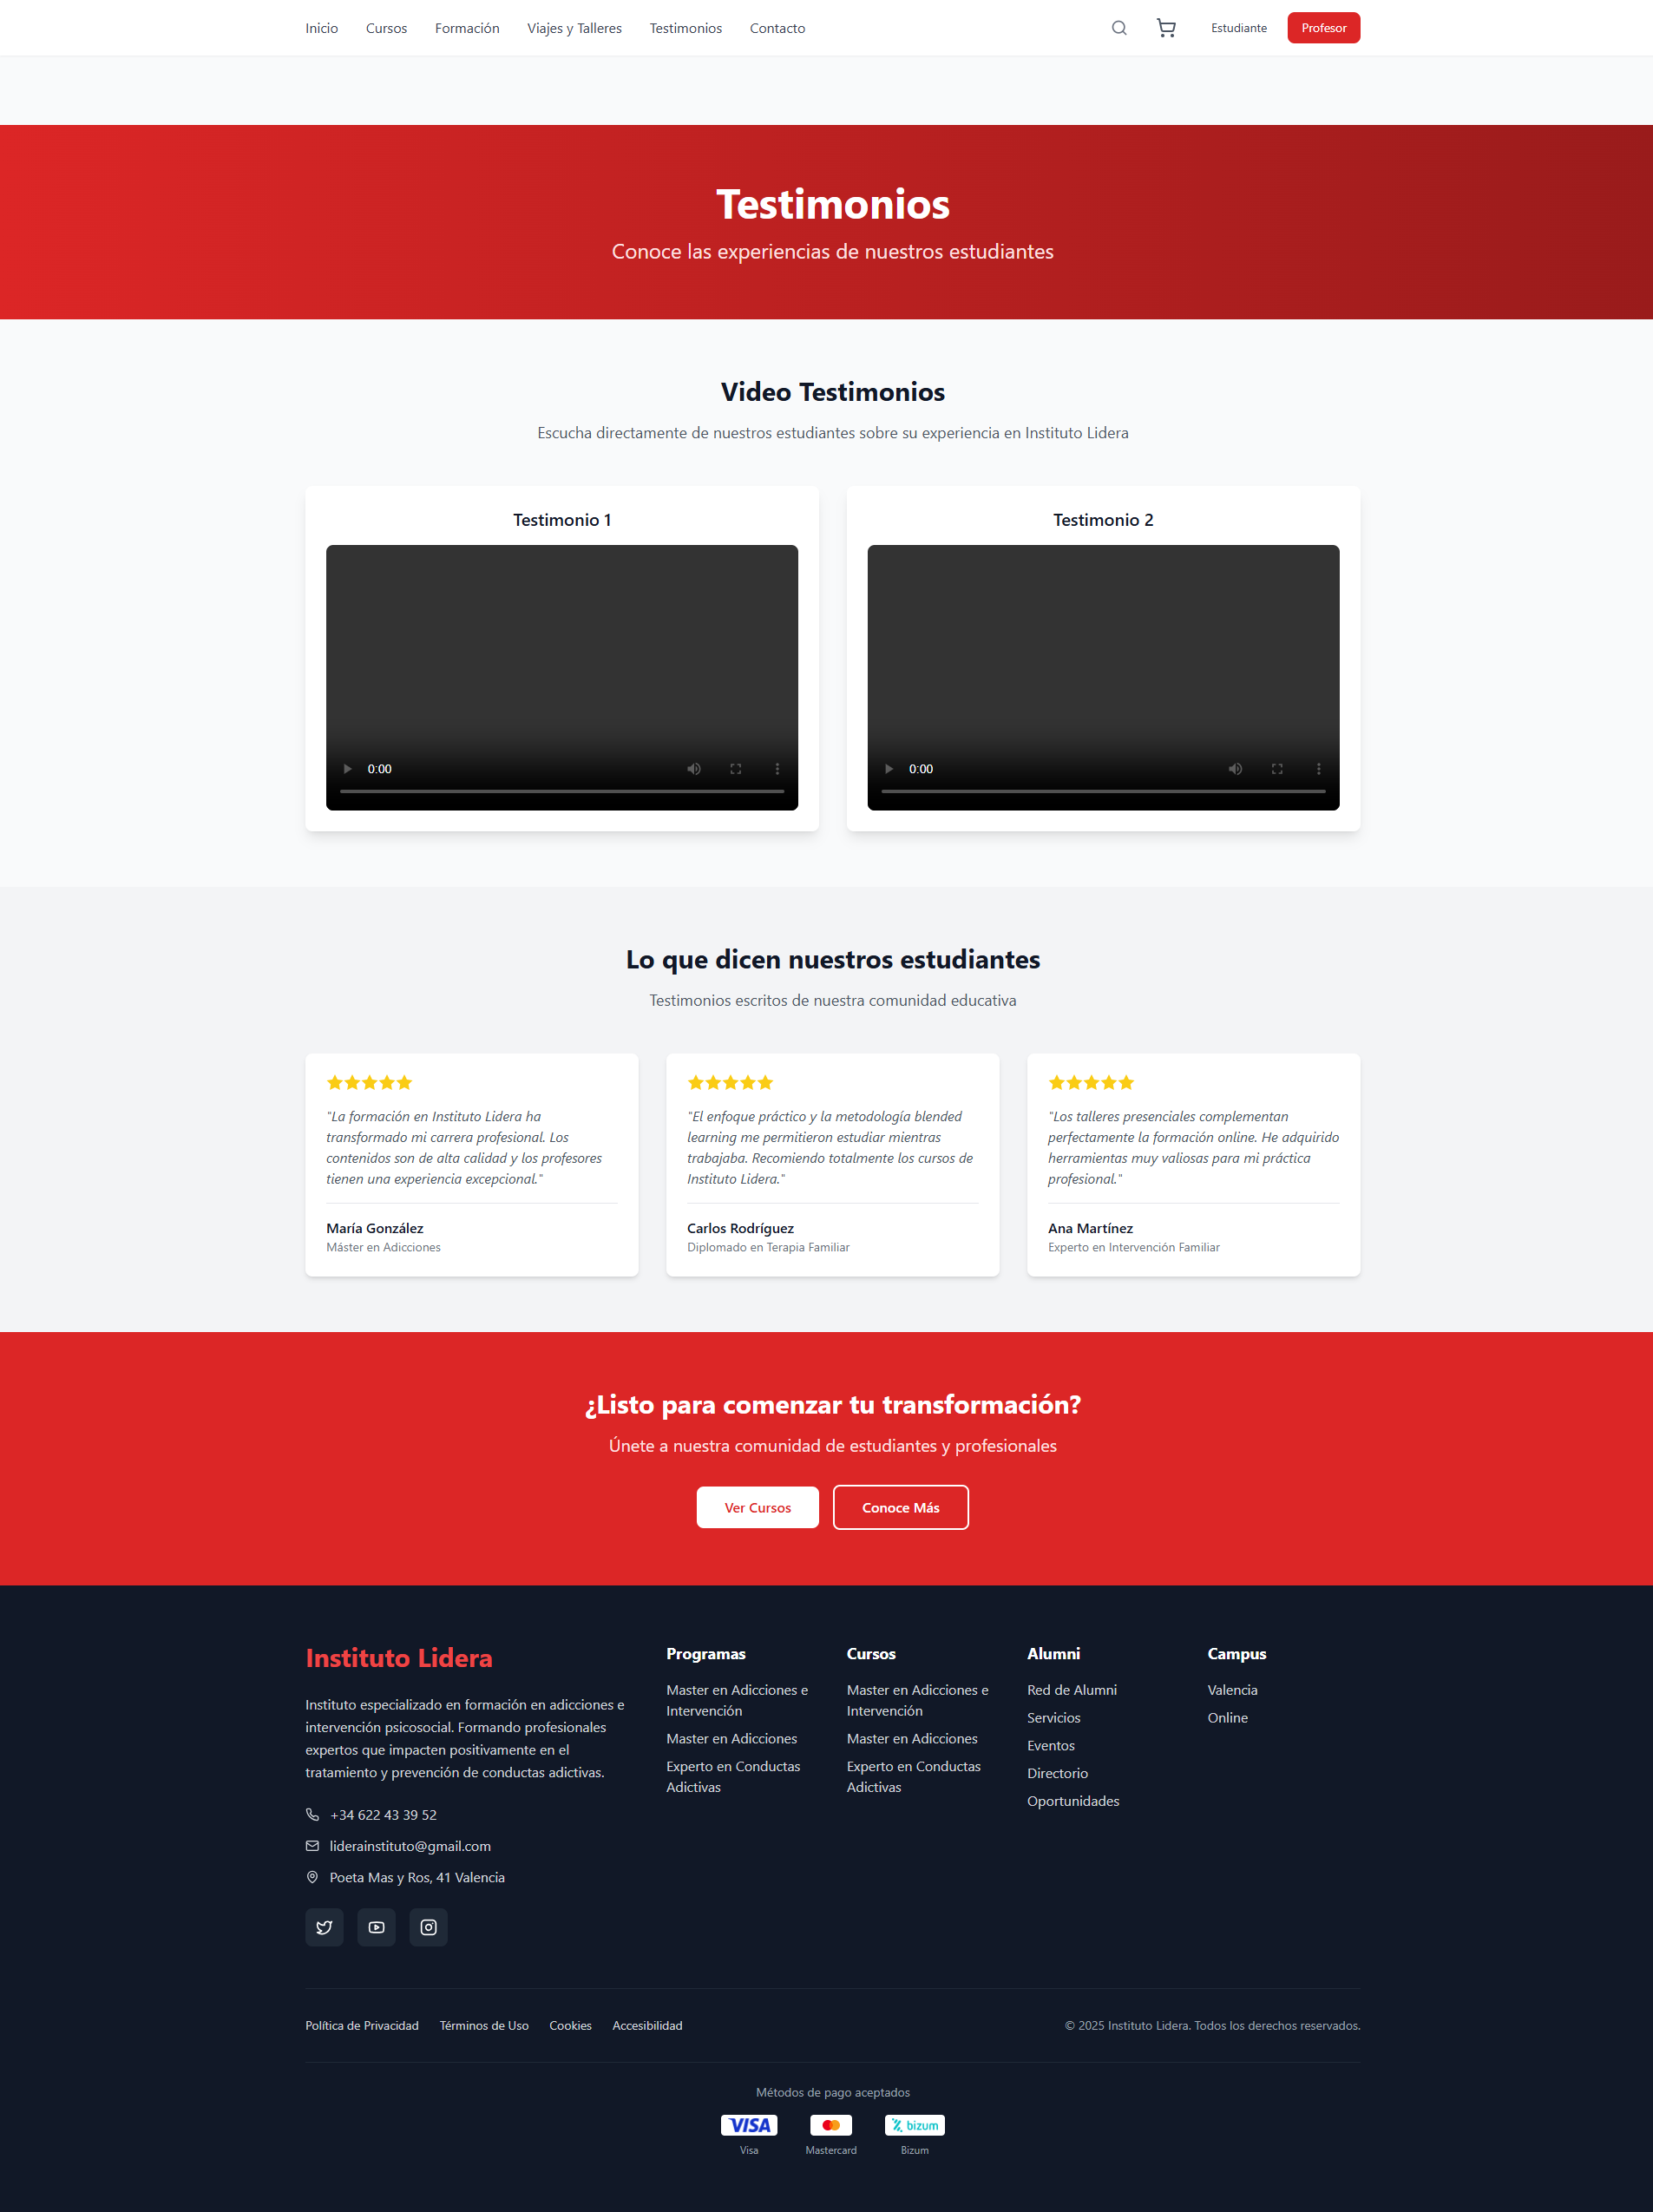 Inicio Cursos Formación Viajes y Talleres Testimonios Contacto Estudiante Profesor
Testimonios
Conoce las experiencias de nuestros estudiantes
Video Testimonios
Escucha directamente de nuestros estudiantes sobre su experiencia en Instituto Lidera
Testimonio 1
0:00
Testimonio 2
0:00
Lo que dicen nuestros estudiantes
Testimonios escritos de nuestra comunidad educativa
"La formación en Instituto Lidera ha
transformado mi carrera profesional. Los
contenidos son de alta calidad y los profesores
tienen una experiencia excepcional."
María González
Máster en Adicciones
"El enfoque práctico y la metodología blended
learning me permitieron estudiar mientras
trabajaba. Recomiendo totalmente los cursos de
Instituto Lidera."
Carlos Rodríguez
Diplomado en Terapia Familiar
"Los talleres presenciales complementan
perfectamente la formación online. He adquirido
herramientas muy valiosas para mi práctica
profesional."
Ana Martínez
Experto en Intervención Familiar
¿Listo para comenzar tu transformación?
Únete a nuestra comunidad de estudiantes y profesionales
Ver Cursos Conoce Más
Instituto Lidera
Instituto especializado en formación en adicciones e
intervención psicosocial. Formando profesionales
expertos que impacten positivamente en el
tratamiento y prevención de conductas adictivas.
+34 622 43 39 52
liderainstituto@gmail.com
Poeta Mas y Ros, 41 Valencia
Programas
Master en Adicciones e
Intervención
Master en Adicciones
Experto en Conductas
Adictivas
Cursos
Master en Adicciones e
Intervención
Master en Adicciones
Experto en Conductas
Adictivas
Alumni
Red de Alumni
Servicios
Eventos
Directorio
Oportunidades
Campus
Valencia
Online
Política de Privacidad Términos de Uso Cookies Accesibilidad
© 2025 Instituto Lidera. Todos los derechos reservados.
Métodos de pago aceptados
VISA
Visa
Mastercard
bizum
Bizum